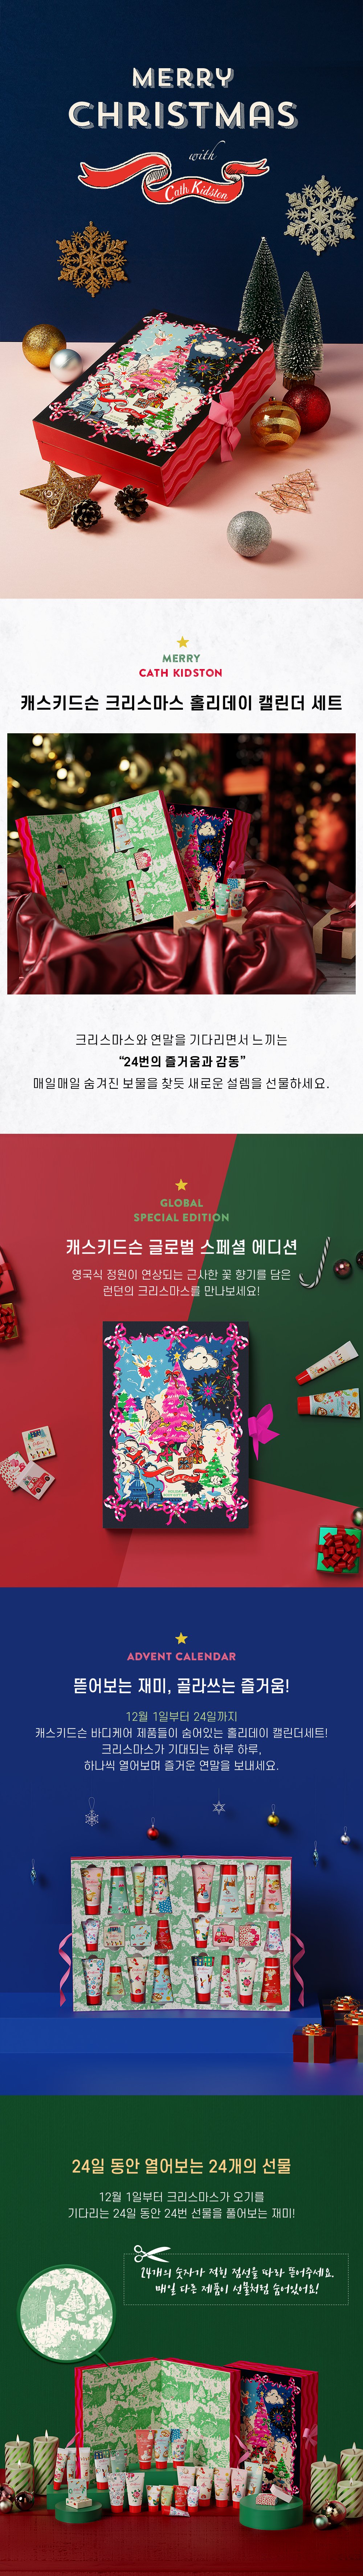 MERRY
CHRISTMAS
with
Cath Kidston
MERRY
CATH KIDSTON
캐스키드슨 크리스마스 홀리데이 캘린더 세트
크리스마스와 연말을 기다리면서 느끼는
“24번의 즐거움과 감동”
매일매일 숨겨진 보물을 찾듯 새로운 설렘을 선물하세요.
GLOBAL
SPECIAL EDITION
캐스키드슨 글로벌 스페셜 에디션
영국식 정원이 연상되는 근사한 꽃 향기를 담은
런던의 크리스마스를 만나보세요!
ADVENT CALENDAR
뜯어보는 재미, 골라쓰는 즐거움!
12월 1일부터 24일까지
캐스키드슨 바디케어 제품들이 숨어있는 홀리데이 캘린더세트!
크리스마스가 기대되는 하루 하루,
하나씩 열어보며 즐거운 연말을 보내세요.
24일 동안 열어보는 24개의 선물
12월 1일부터 크리스마스가 오기를
기다리는 24일 동안 24번 선물을 풀어보는 재미!
24개의 숫자가 적힌 점선을 따라 뜯어주세요.
매일 다른 제품이 선물처럼 숨어있어요!